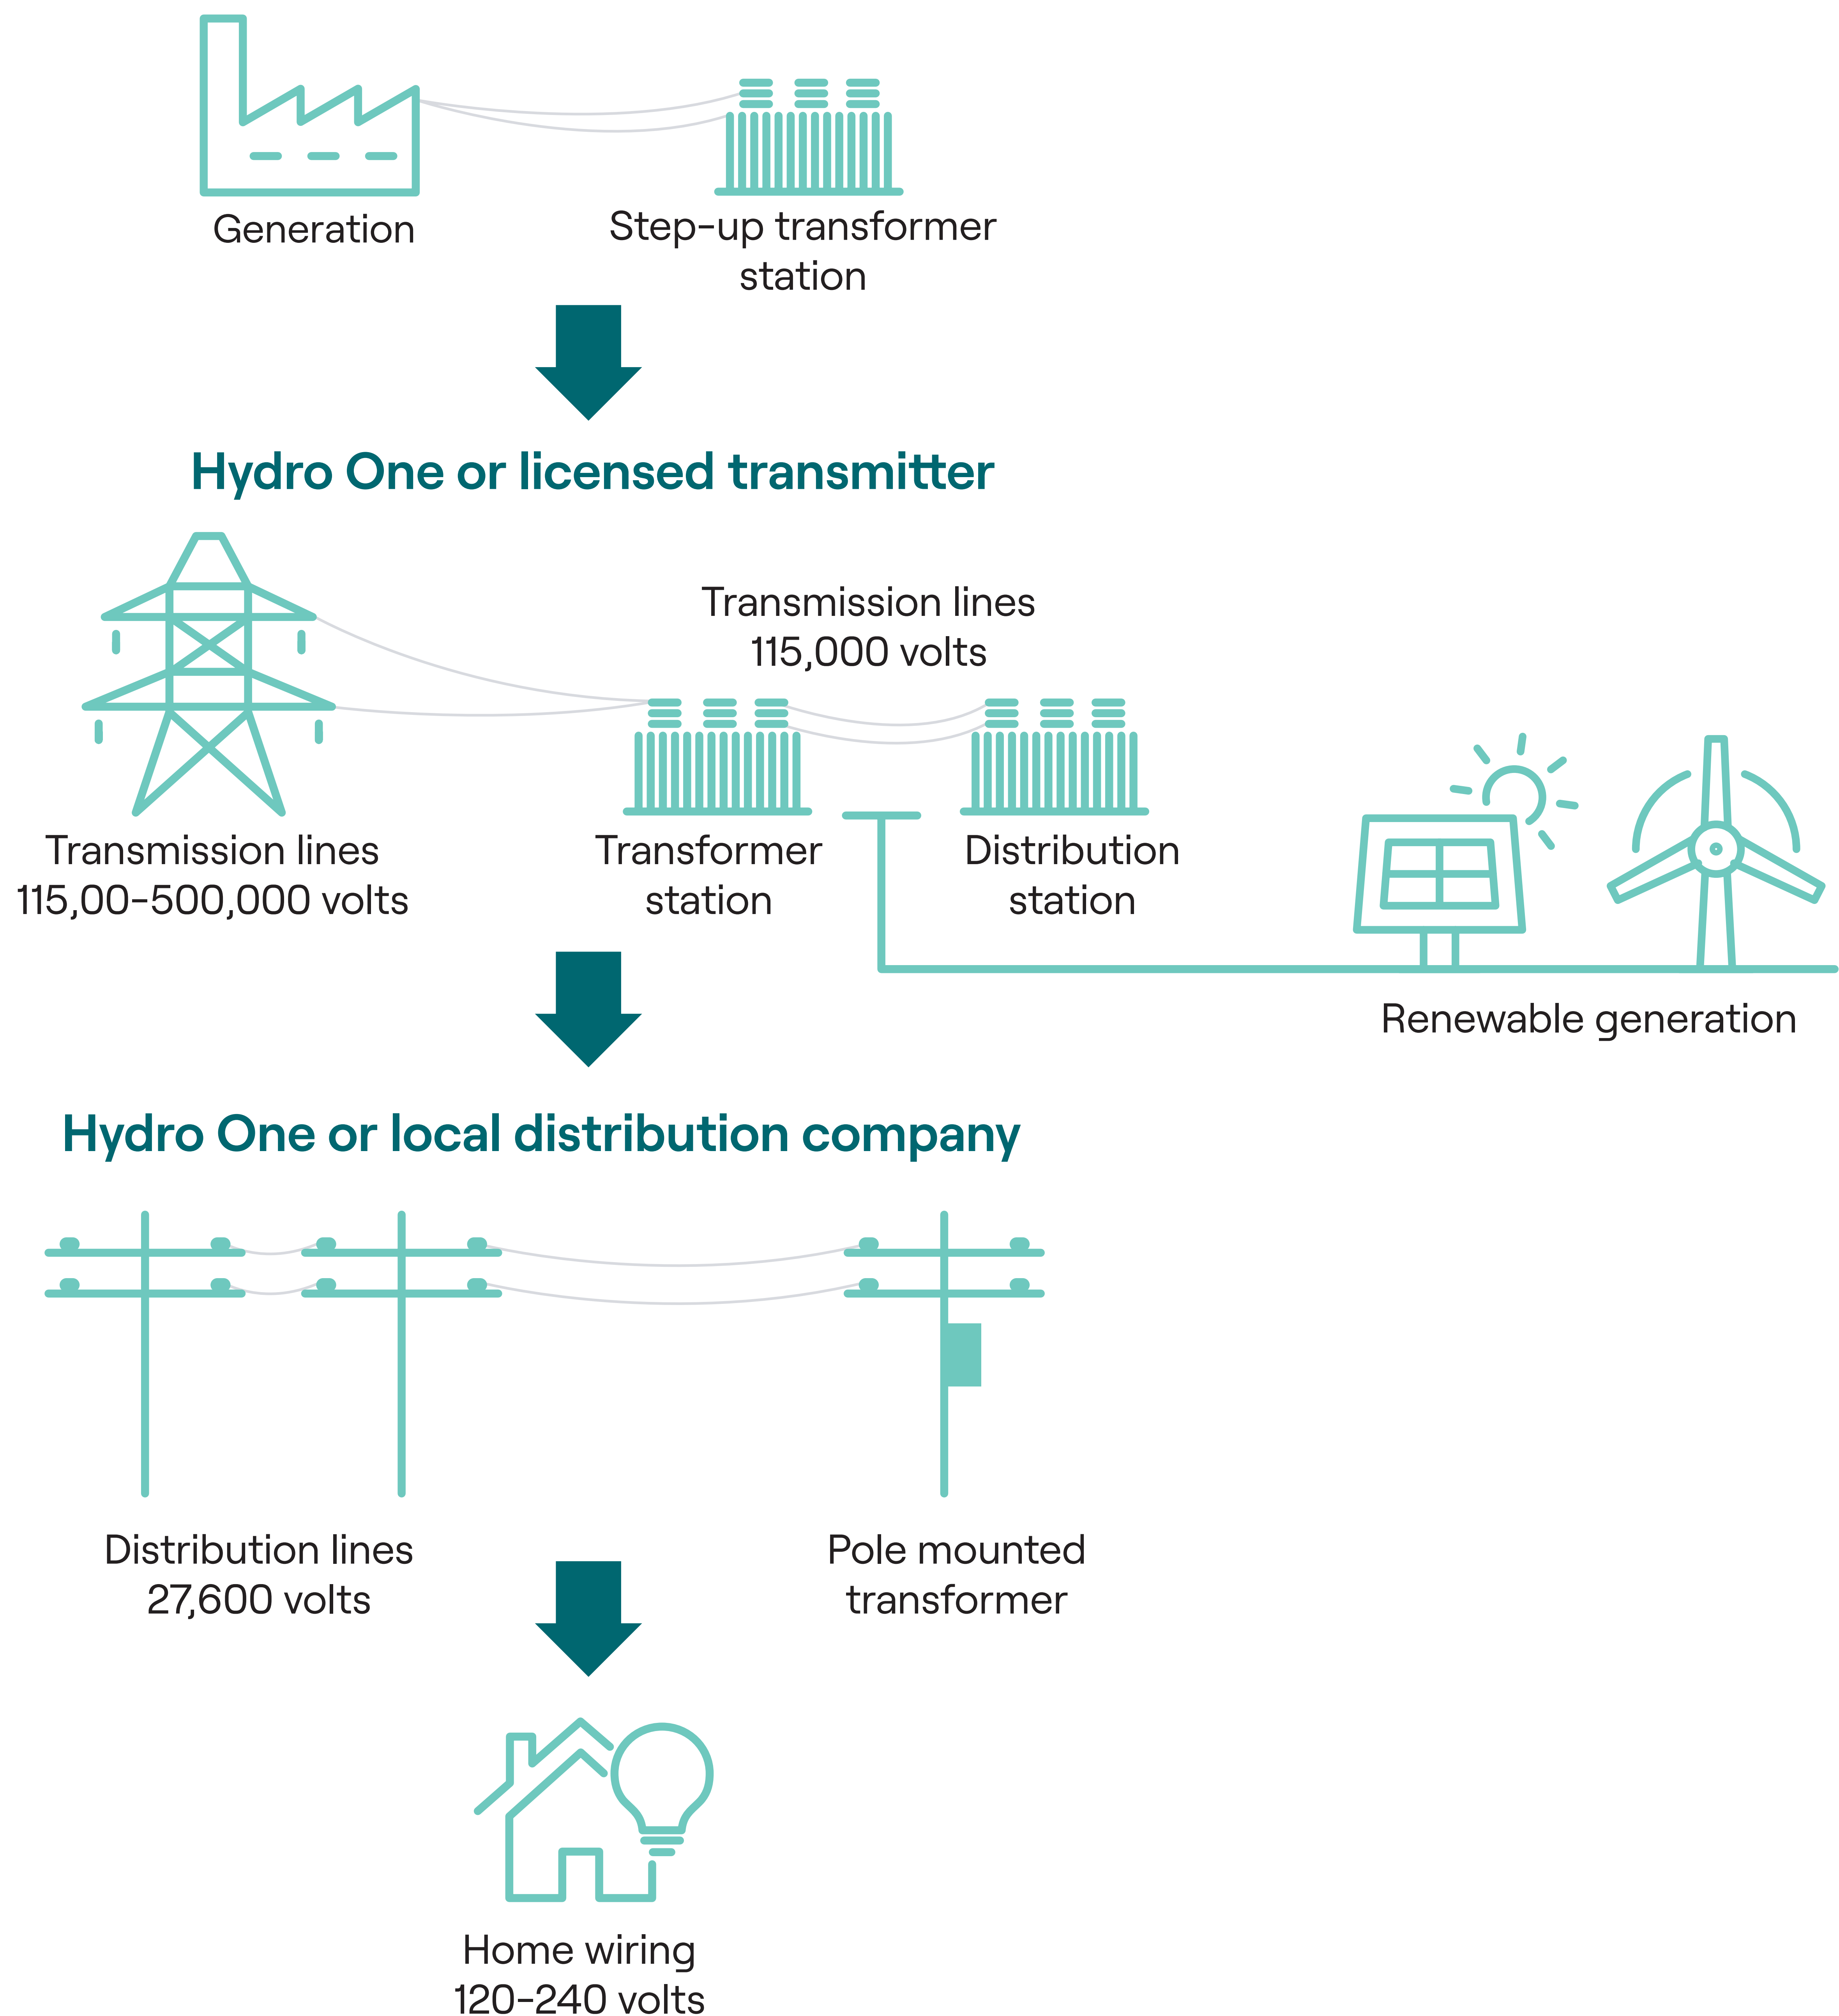 Generation
Step-up transformer
station
Hydro One or licensed transmitter
Transmission lines
115,000 volts
Transmission lines
115,00-500,000 volts
Transformer
station
Distribution
station
Renewable generation
Hydro One or local distribution company
Distribution lines
27,600 volts
Pole mounted
transformer
Home wiring
120-240 volts